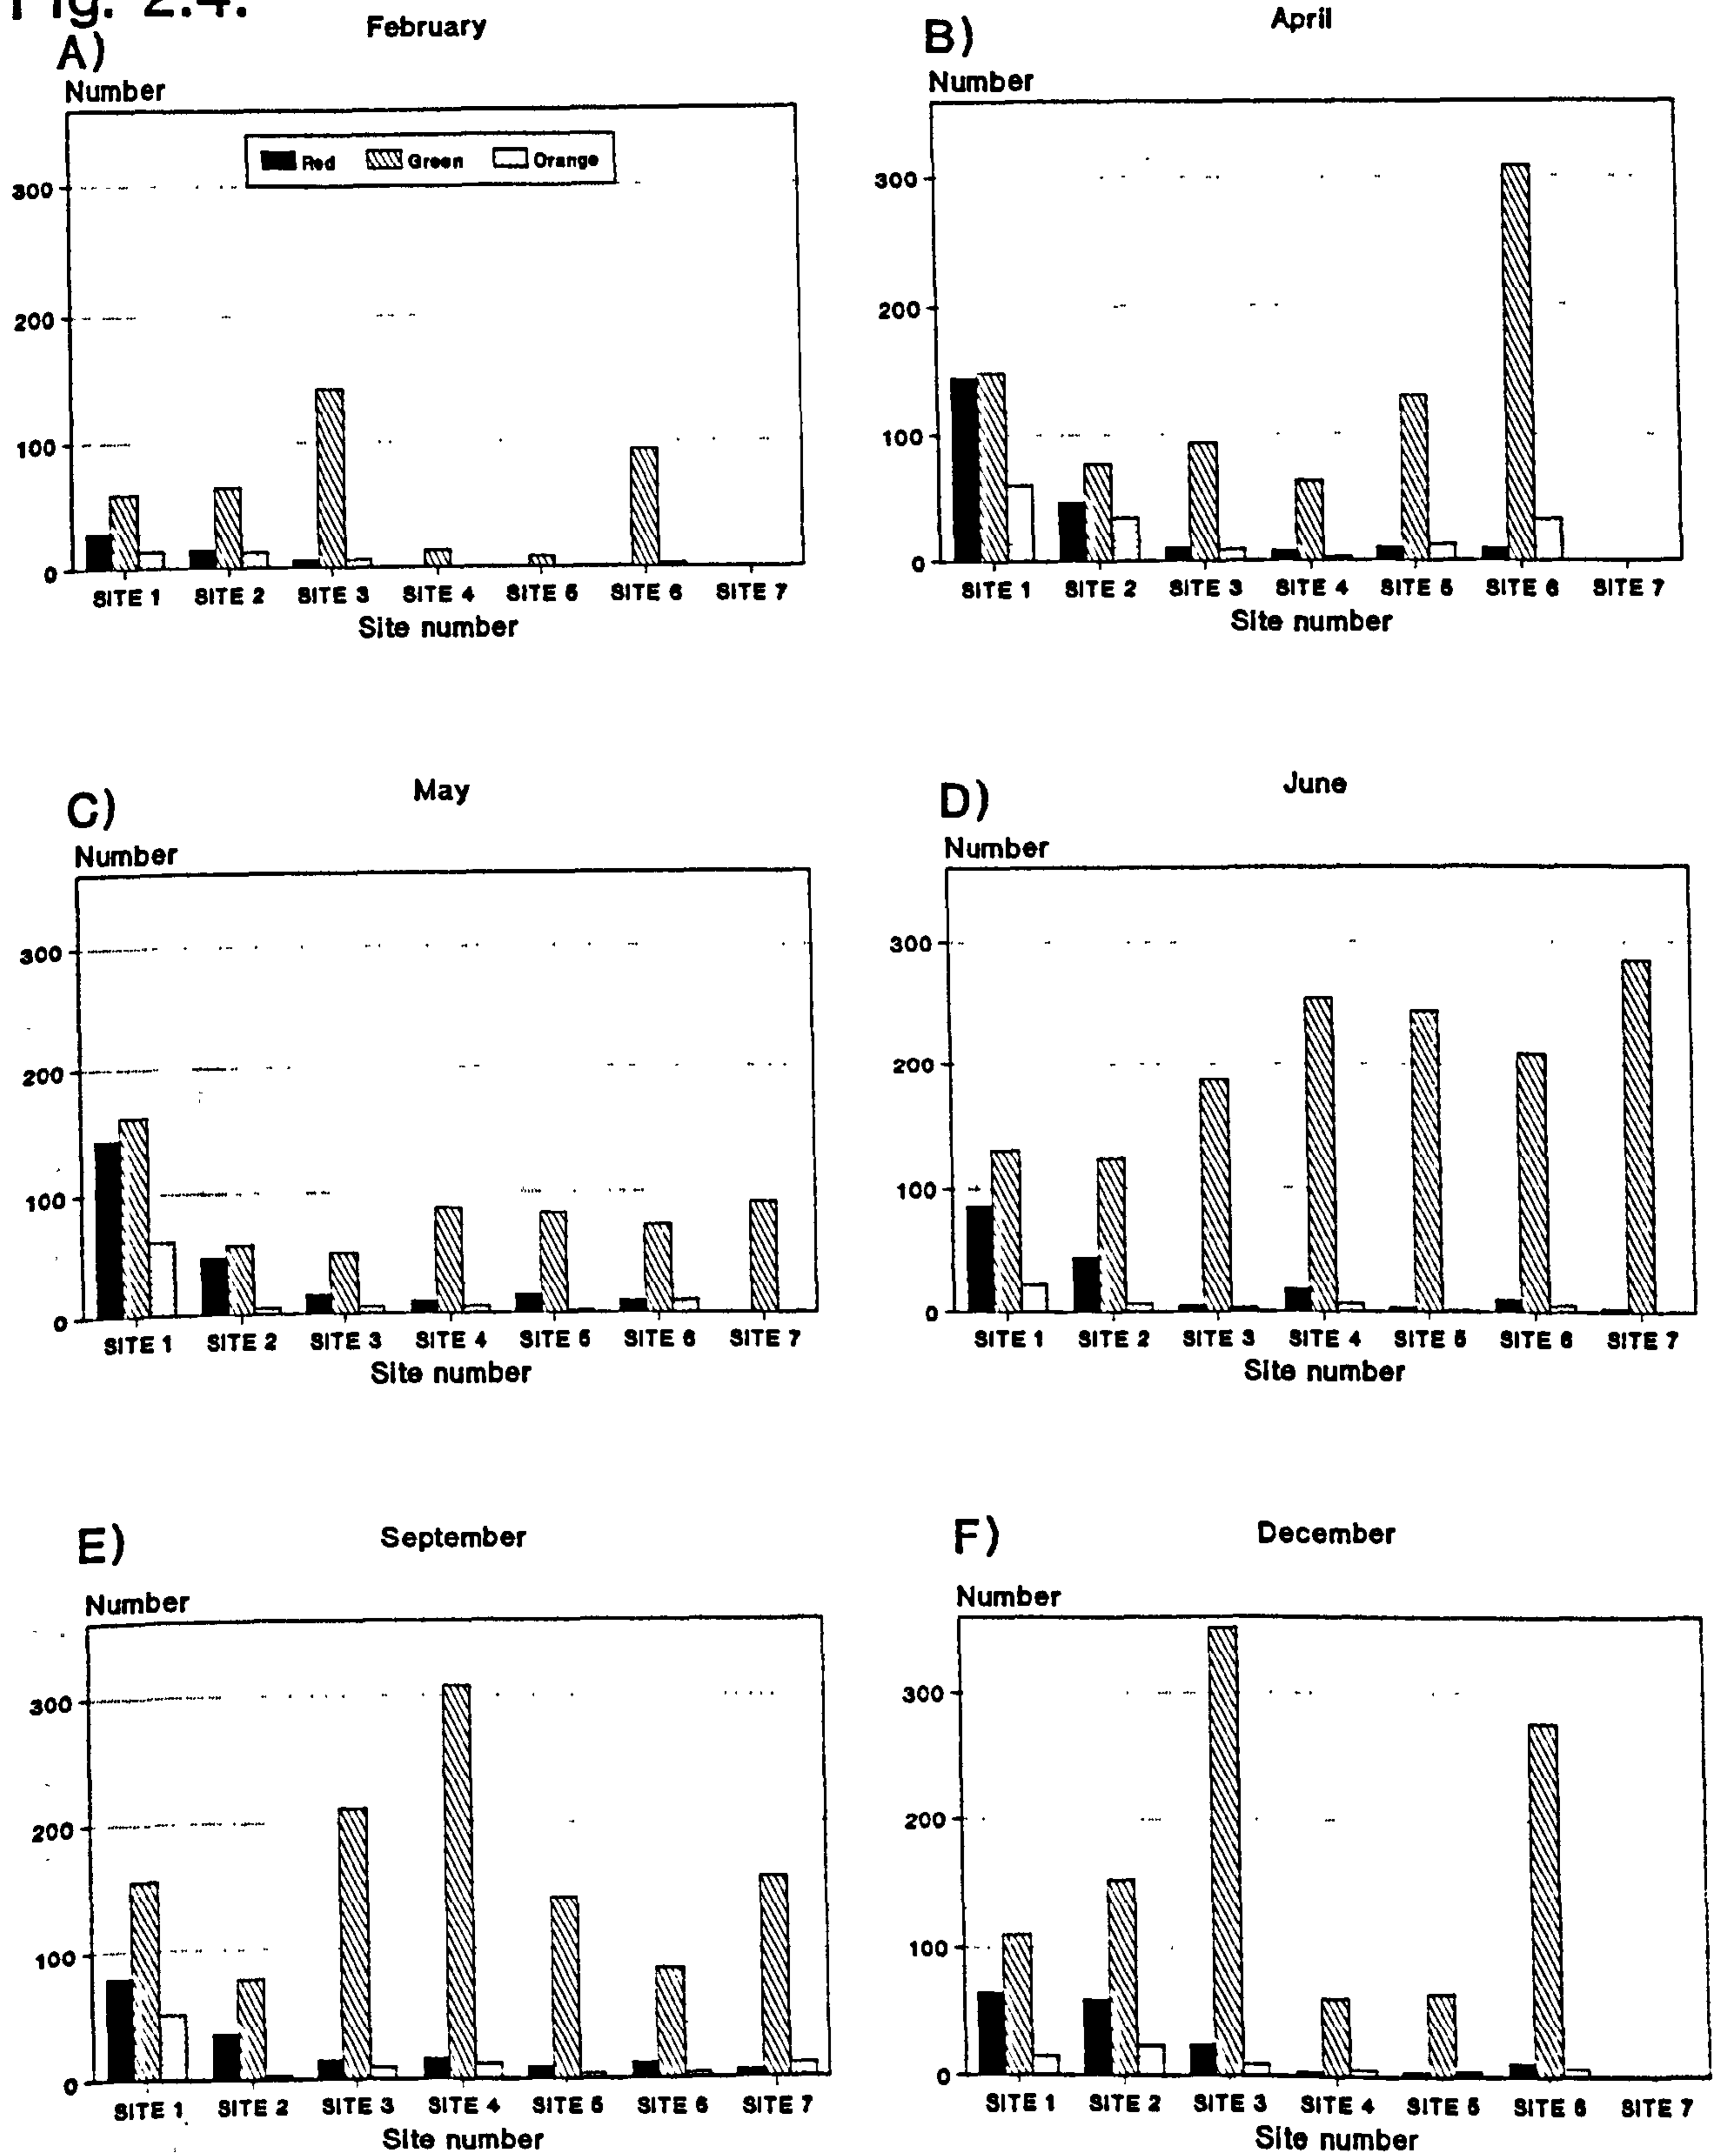 Fig. 2.4.
A)
February
Number
Red Green Orange
300
200
100
0
SITE 1 SITE 2 SITE 3 SITE 4 SITE 5 SITE 6 SITE 7
Site number
B)
April
Number
300
200
100
0
SITE 1 SITE 2 SITE 3 SITE 4 SITE 5 SITE 6 SITE 7
Site number
C)
May
Number
300
200
100
0
SITE 1 SITE 2 SITE 3 SITE 4 SITE 5 SITE 6 SITE 7
Site number
D)
June
Number
300
200
100
0
SITE 1 SITE 2 SITE 3 SITE 4 SITE 5 SITE 6 SITE 7
Site number
E)
September
Number
300
200
100
0
SITE 1 SITE 2 SITE 3 SITE 4 SITE 5 SITE 6 SITE 7
Site number
F)
December
Number
300
200
100
0
SITE 1 SITE 2 SITE 3 SITE 4 SITE 5 SITE 6 SITE 7
Site number